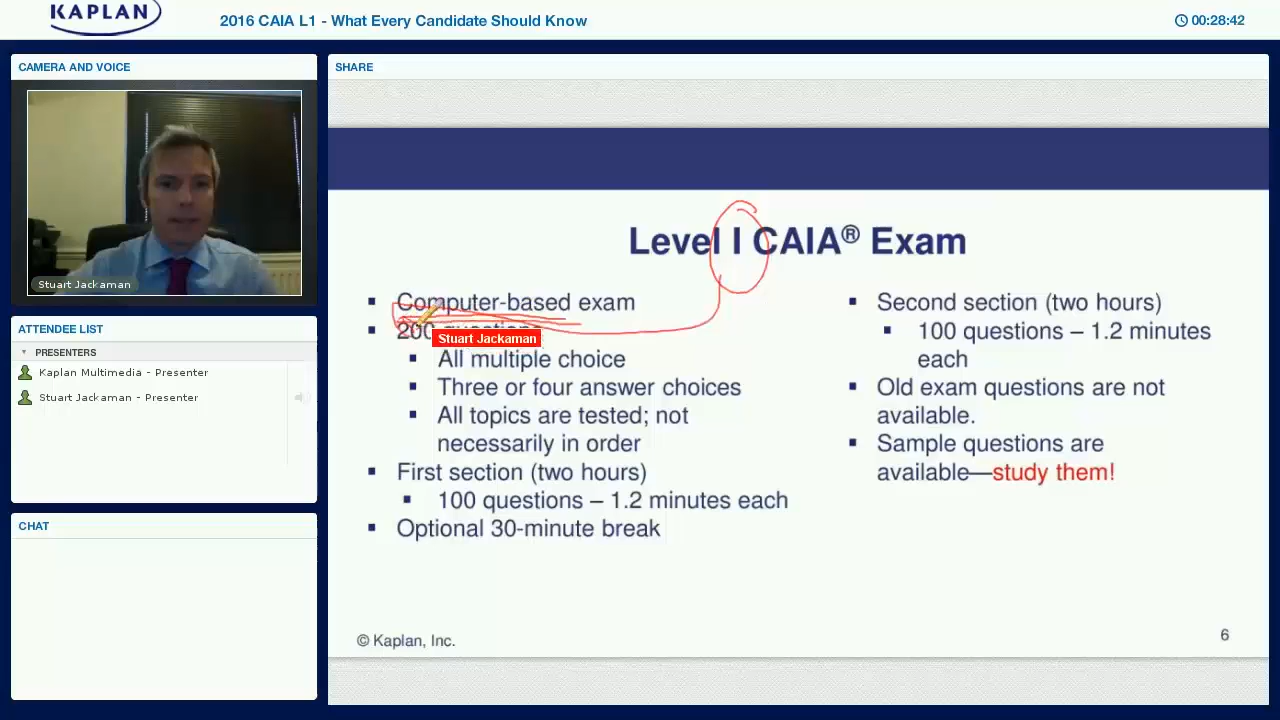 KAPLAN
2016 CAIA L1 - What Every Candidate Should Know
00:28:42
CAMERA AND VOICE
Stuart Jackaman
ATTENDEE LIST
PRESENTERS
Kaplan Multimedia - Presenter
Stuart Jackaman - Presenter
CHAT
SHARE
Level I CAIA® Exam
▪ Computer-based exam
▪ 200 questions
Stuart Jackaman
▪ All multiple choice
▪ Three or four answer choices
▪ All topics are tested; not
necessarily in order
▪ First section (two hours)
▪ 100 questions – 1.2 minutes each
▪ Optional 30-minute break
▪ Second section (two hours)
▪ 100 questions – 1.2 minutes
each
▪ Old exam questions are not
available.
▪ Sample questions are
available—study them!
© Kaplan, Inc.
6